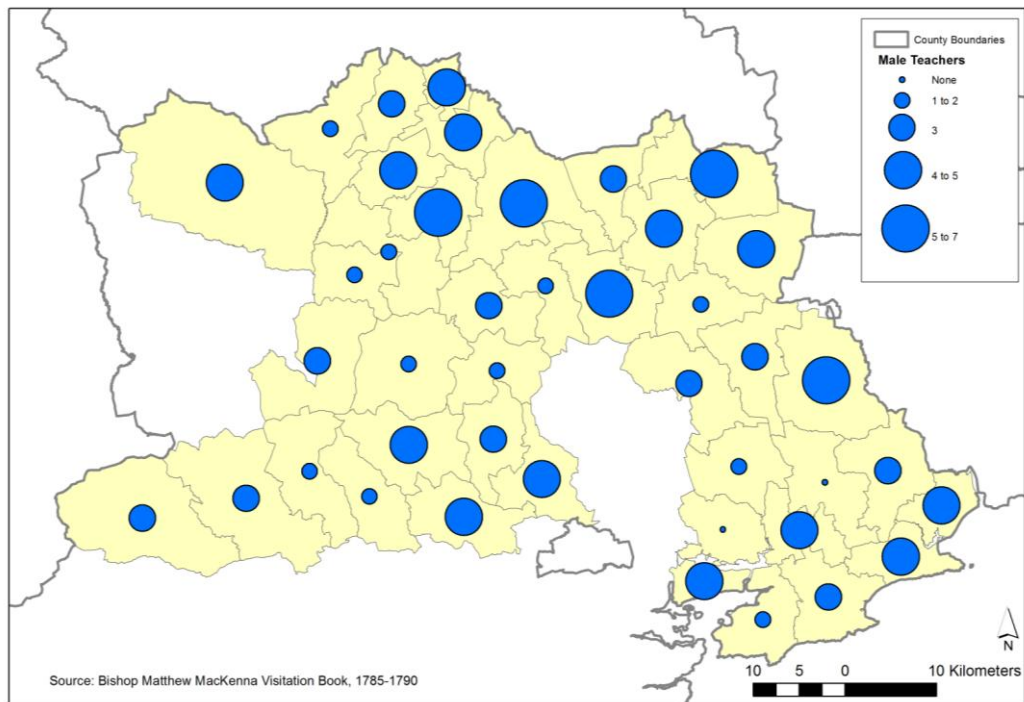 County Boundaries
Male Teachers
None
1 to 2
3
4 to 5
5 to 7
N
10 5 0 10 Kilometers
Source: Bishop Matthew MacKenna Visitation Book, 1785-1790